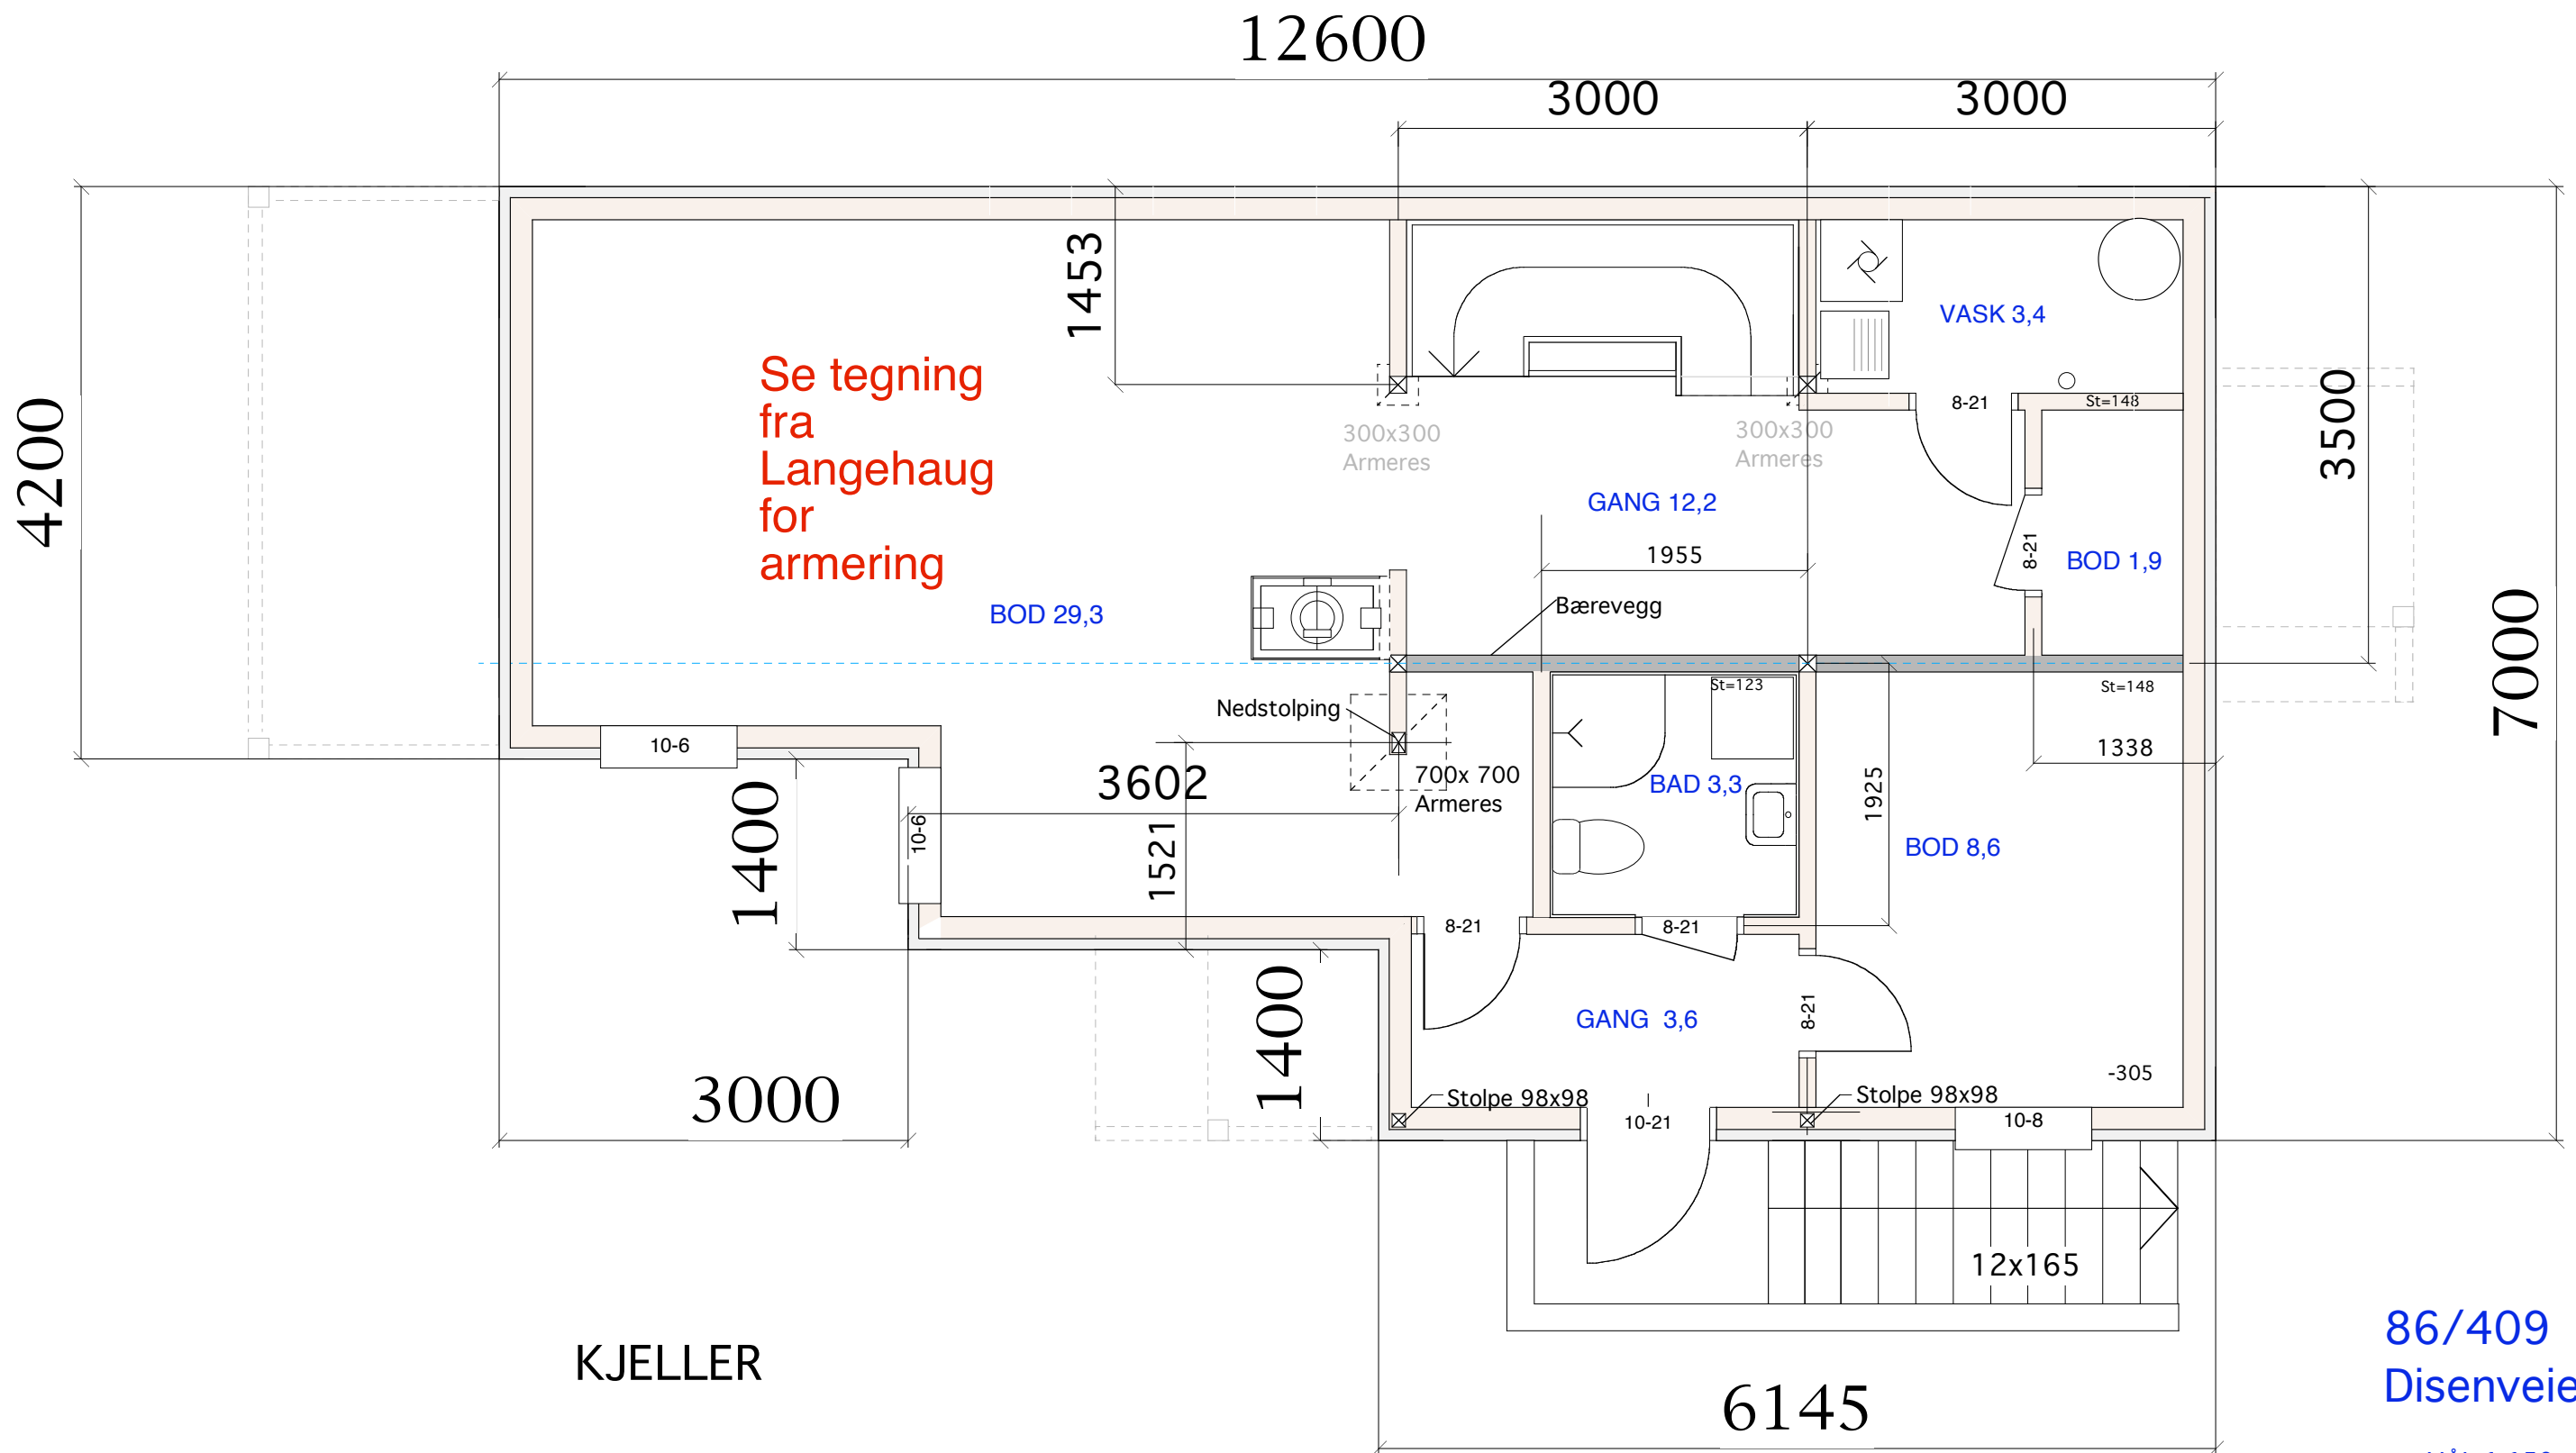 12600
3000
3000
1453
VASK 3,4
Se tegning
fra
Langehaug
for
armering
4200
3500
8-21
St=148
300x300
Armeres
300x300
Armeres
GANG 12,2
1955
8-21
BOD 1,9
Bærevegg
BOD 29,3
7000
St=123
St=148
Nedstolping
10-6
1338
3602
700x 700
Armeres
BAD 3,3
1925
1400
10-6
1521
BOD 8,6
8-21
8-21
1400
GANG 3,6
8-21
-305
3000
Stolpe 98x98
Stolpe 98x98
10-21
10-8
12x165
86/409
KJELLER
6145